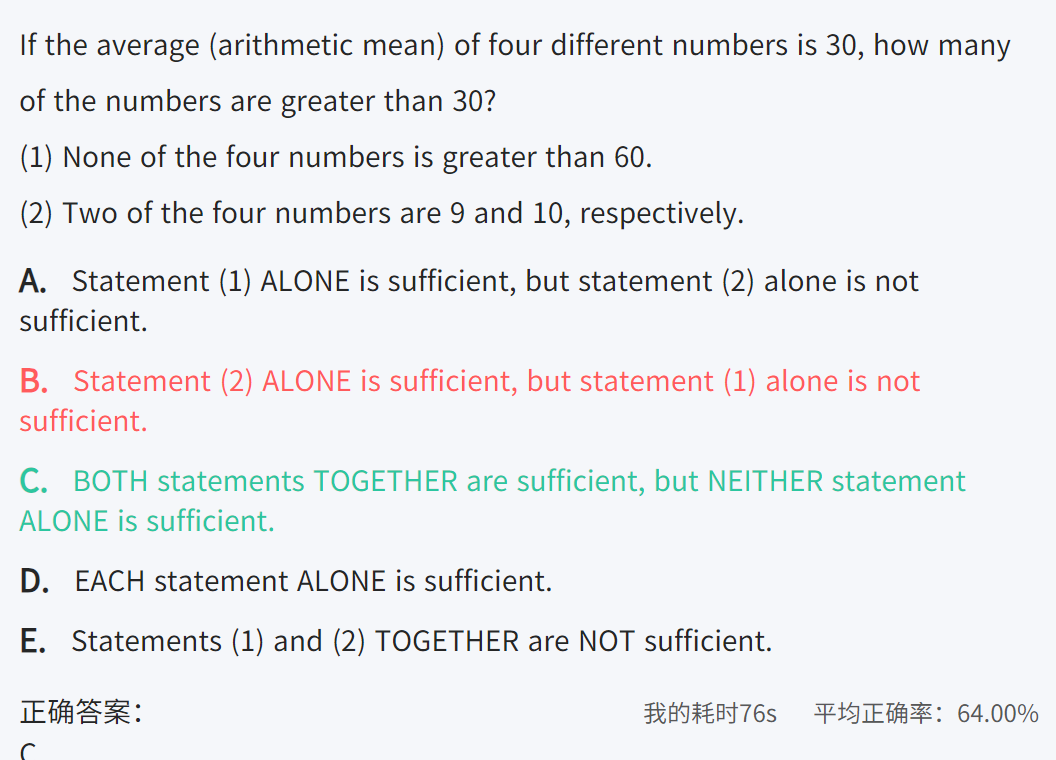 If the average (arithmetic mean) of four different numbers is 30, how many
of the numbers are greater than 30?
(1) None of the four numbers is greater than 60.
(2) Two of the four numbers are 9 and 10, respectively.
A. Statement (1) ALONE is sufficient, but statement (2) alone is not
sufficient.
B. Statement (2) ALONE is sufficient, but statement (1) alone is not
sufficient.
C. BOTH statements TOGETHER are sufficient, but NEITHER statement
ALONE is sufficient.
D. EACH statement ALONE is sufficient.
E. Statements (1) and (2) TOGETHER are NOT sufficient.
正确答案： 我的耗时76s 平均正确率：64.00%
C